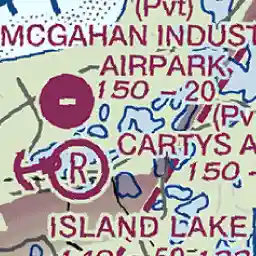 (Pvt)
MCGAHAN INDUST
AIRPARK
150 - 20
(Pv
CARTYS A
R
150 -
ISLAND LAKE